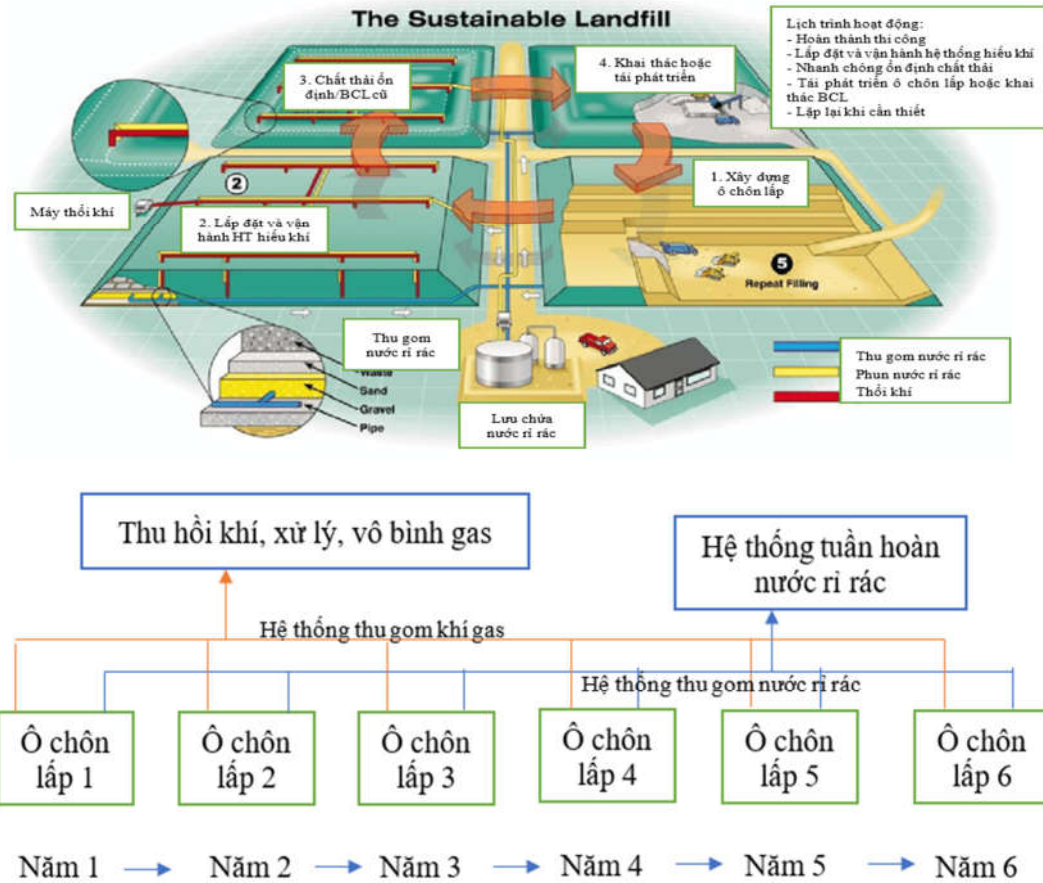 The Sustainable Landfill
Lịch trình hoạt động:
- Hoàn thành thi công
- Lắp đặt và vận hành hệ thống hiếu khí
- Nhanh chóng ổn định chất thải
- Tái phát triển ô chôn lấp hoặc khai
thác BCL
- Lặp lại khi cần thiết
3. Chất thải ổn
định/BCL cũ
4. Khai thác hoặc
tái phát triển
2
1. Xây dựng
ô chôn lấp
Máy thổi khí
2. Lắp đặt và vận
hành HT hiếu khí
5
Repeat Filling
Thu gom
nước rỉ rác
Waste
Sand
Gravel
Pipe
Lưu chứa
nước rỉ rác
Thu gom nước rỉ rác
Phun nước rỉ rác
Thổi khí
Thu hồi khí, xử lý, vô bình gas
Hệ thống tuần hoàn
nước rỉ rác
Hệ thống thu gom khí gas
Hệ thống thu gom nước rỉ rác
Ô chôn
lấp 1
Ô chôn
lấp 2
Ô chôn
lấp 3
Ô chôn
lấp 4
Ô chôn
lấp 5
Ô chôn
lấp 6
Năm 1
Năm 2
Năm 3
Năm 4
Năm 5
Năm 6